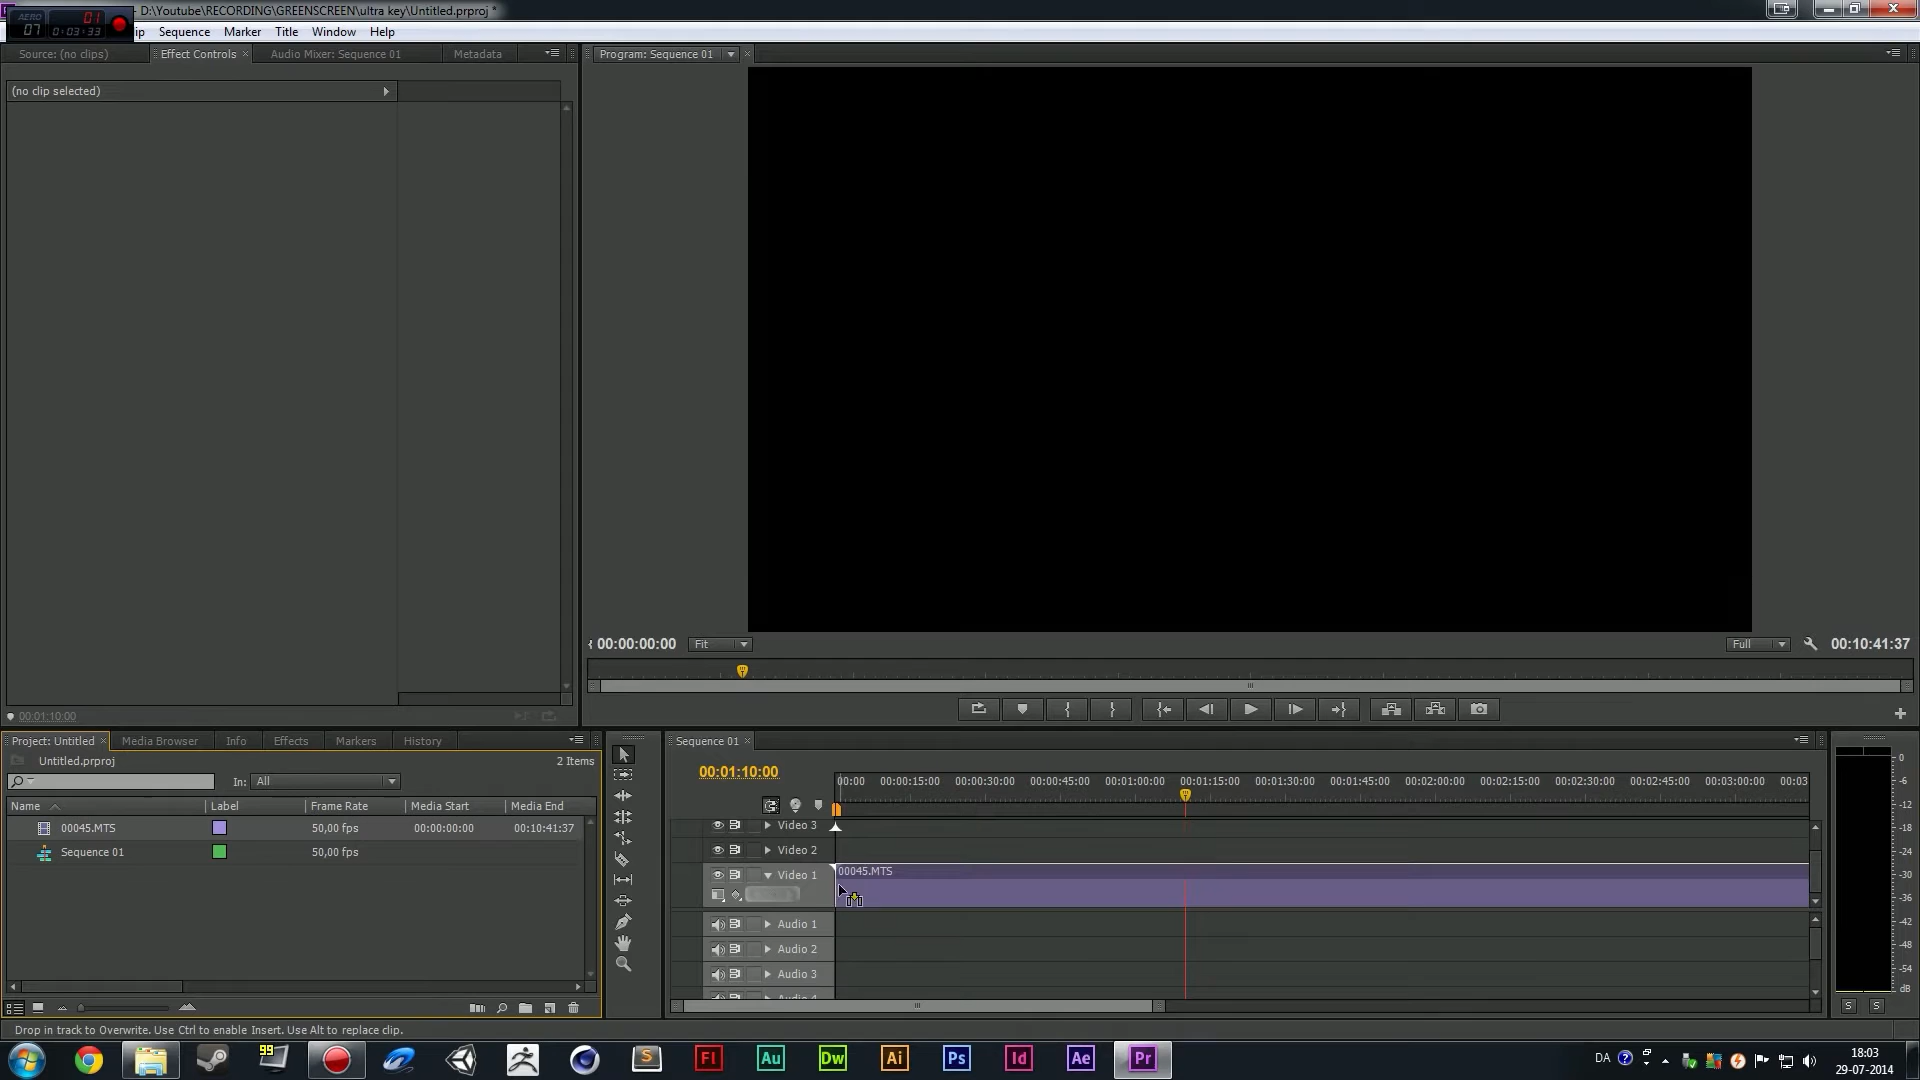 - D:\Youtube\RECORDING\GREENSCREEN\ultra key\Untitled.prproj *
AERO 01
07 0:03:33
ip Sequence Marker Title Window Help
Source: (no clips) Effect Controls Audio Mixer: Sequence 01 Metadata
Program: Sequence 01
(no clip selected)
00:00:00:00 Fit Full 00:10:41:37
00:01:10:00
Project: Untitled Media Browser Info Effects Markers History
Sequence 01
Untitled.prproj 2 Items
In: All
00:01:10:00
00:00 00:00:15:00 00:00:30:00 00:00:45:00 00:01:00:00 00:01:15:00 00:01:30:00 00:01:45:00 00:02:00:00 00:02:15:00 00:02:30:00 00:02:45:00 00:03:00:00 00:03
Name Label Frame Rate Media Start Media End
00045.MTS 50,00 fps 00:00:00:00 00:10:41:37
Sequence 01 50,00 fps
Video 3
Video 2
Video 1 00045.MTS
Audio 1
Audio 2
Audio 3
Audio 4
0
-6
-12
-18
-24
-30
-36
-42
-48
-54
dB
S S
Drop in track to Overwrite. Use Ctrl to enable Insert. Use Alt to replace clip.
99 S Fl Au Dw Ai Ps Id Ae Pr
DA
18:03
29-07-2014